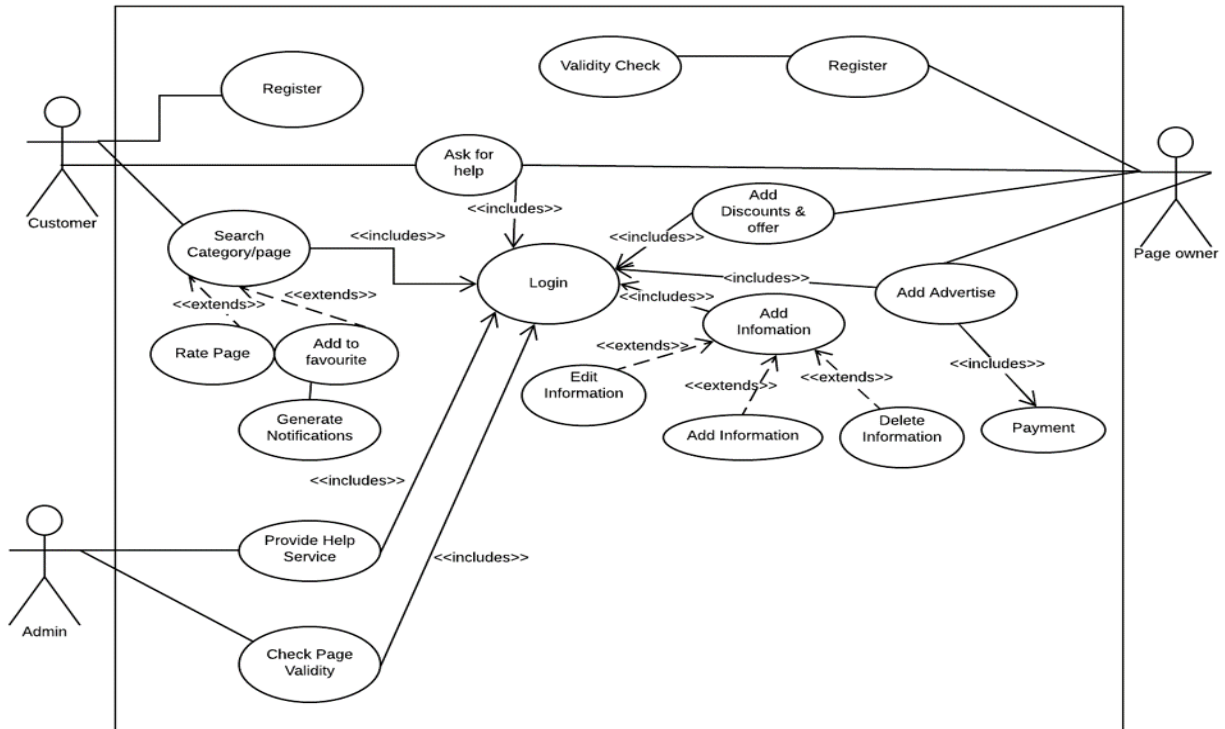 Register
Validity Check
Register
Ask for
help
Customer
<<includes>>
Add
Discounts &
offer
Page owner
Search
Category/page
<<includes>>
<<includes>>
Login
<includes>>
Add Advertise
<<extends>>
<<extends>>
<<includes>>
Add
Infomation
Rate Page
Add to
favourite
<<extends>>
<<includes>>
Edit
Information
<<extends>>
<<extends>>
Generate
Notifications
Add Information
Delete
Information
Payment
<<includes>>
Provide Help
Service
<<includes>>
Admin
Check Page
Validity